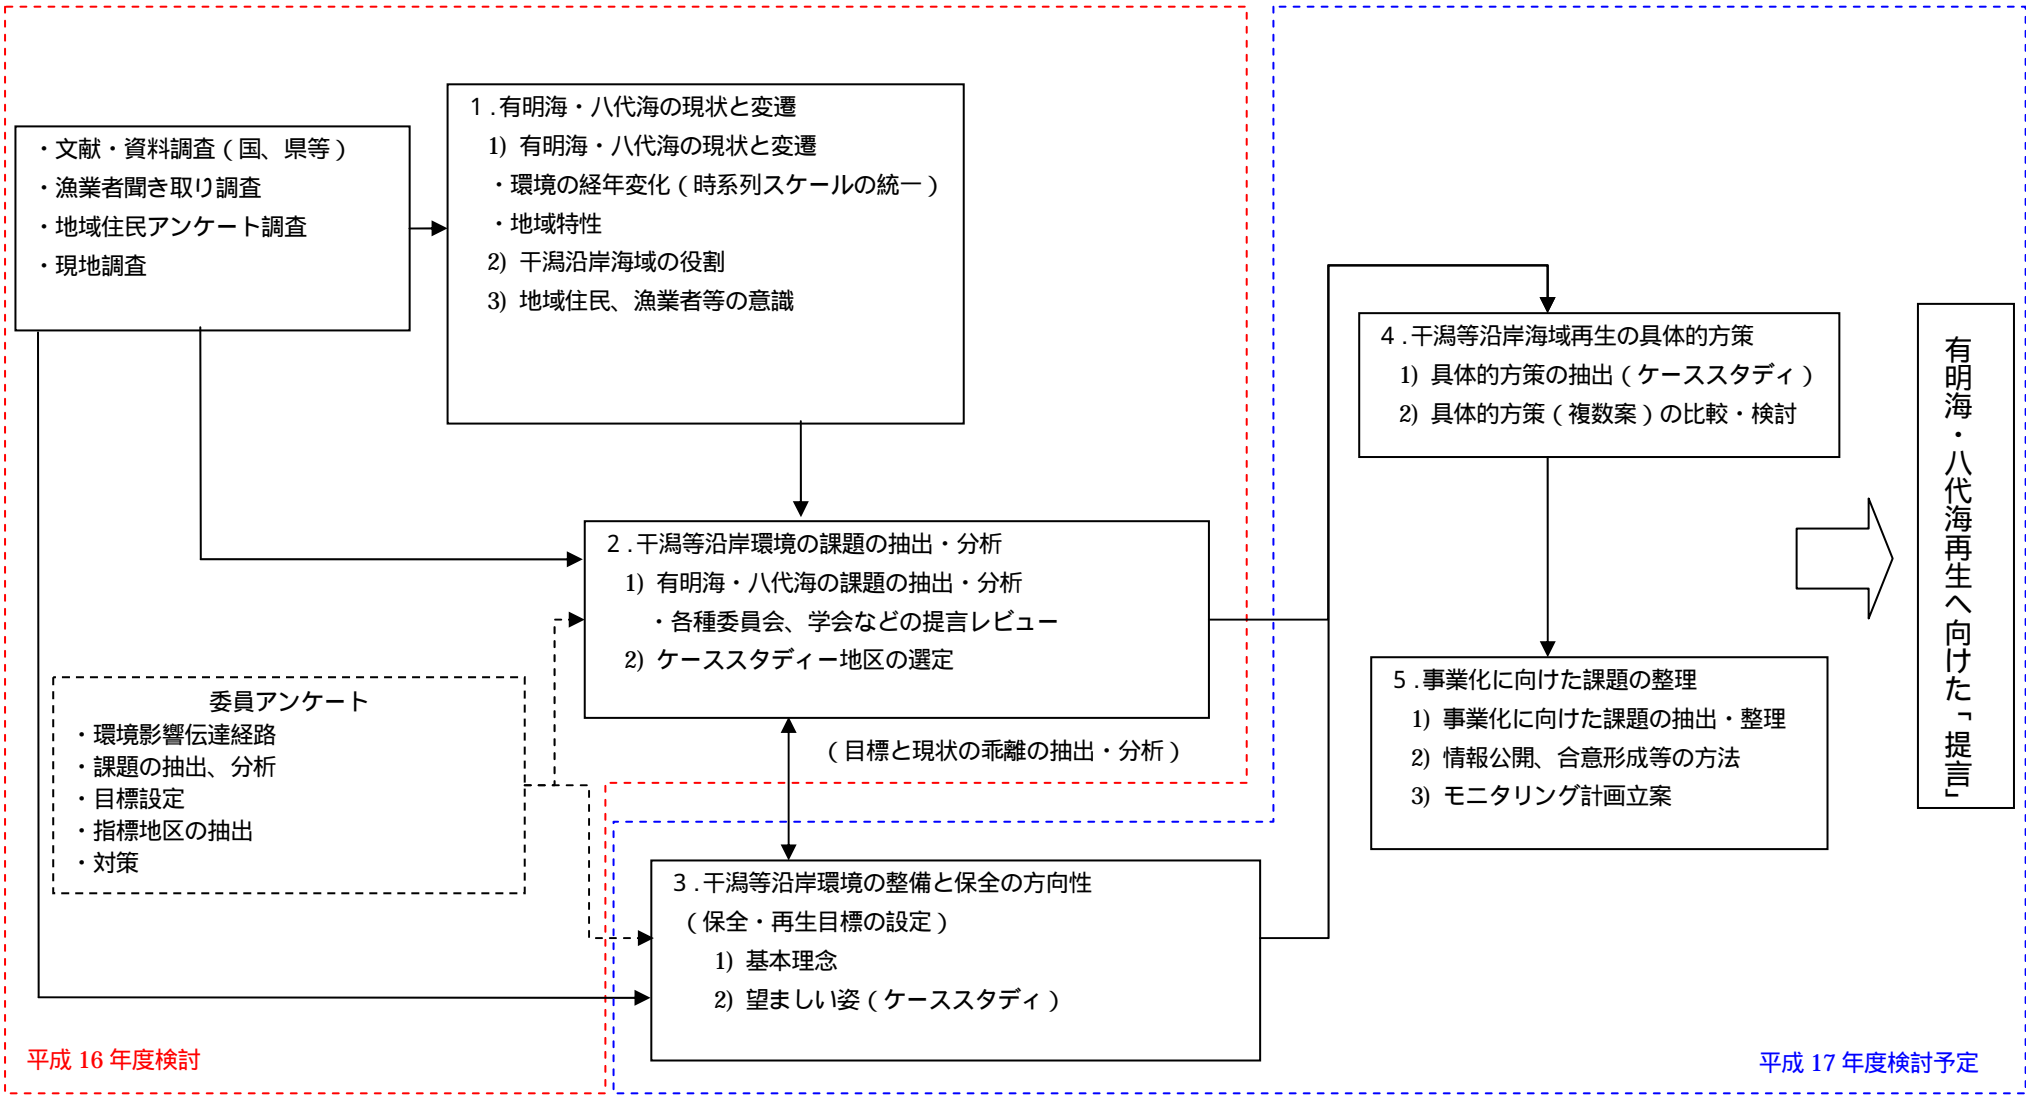 ・文献・資料調査（国、県等）
・漁業者聞き取り調査
・地域住民アンケート調査
・現地調査
１.有明海・八代海の現状と変遷
1) 有明海・八代海の現状と変遷
・環境の経年変化（時系列スケールの統一）
・地域特性
2) 干潟沿岸海域の役割
3) 地域住民、漁業者等の意識
２.干潟等沿岸環境の課題の抽出・分析
1) 有明海・八代海の課題の抽出・分析
・各種委員会、学会などの提言レビュー
2) ケーススタディー地区の選定
委員アンケート
・環境影響伝達経路
・課題の抽出、分析
・目標設定
・指標地区の抽出
・対策
（目標と現状の乖離の抽出・分析）
３.干潟等沿岸環境の整備と保全の方向性
（保全・再生目標の設定）
1) 基本理念
2) 望ましい姿（ケーススタディ）
４.干潟等沿岸海域再生の具体的方策
1) 具体的方策の抽出（ケーススタディ）
2) 具体的方策（複数案）の比較・検討
５.事業化に向けた課題の整理
1) 事業化に向けた課題の抽出・整理
2) 情報公開、合意形成等の方法
3) モニタリング計画立案
有明海・八代海再生へ向けた「提言」
平成 16 年度検討
平成 17 年度検討予定